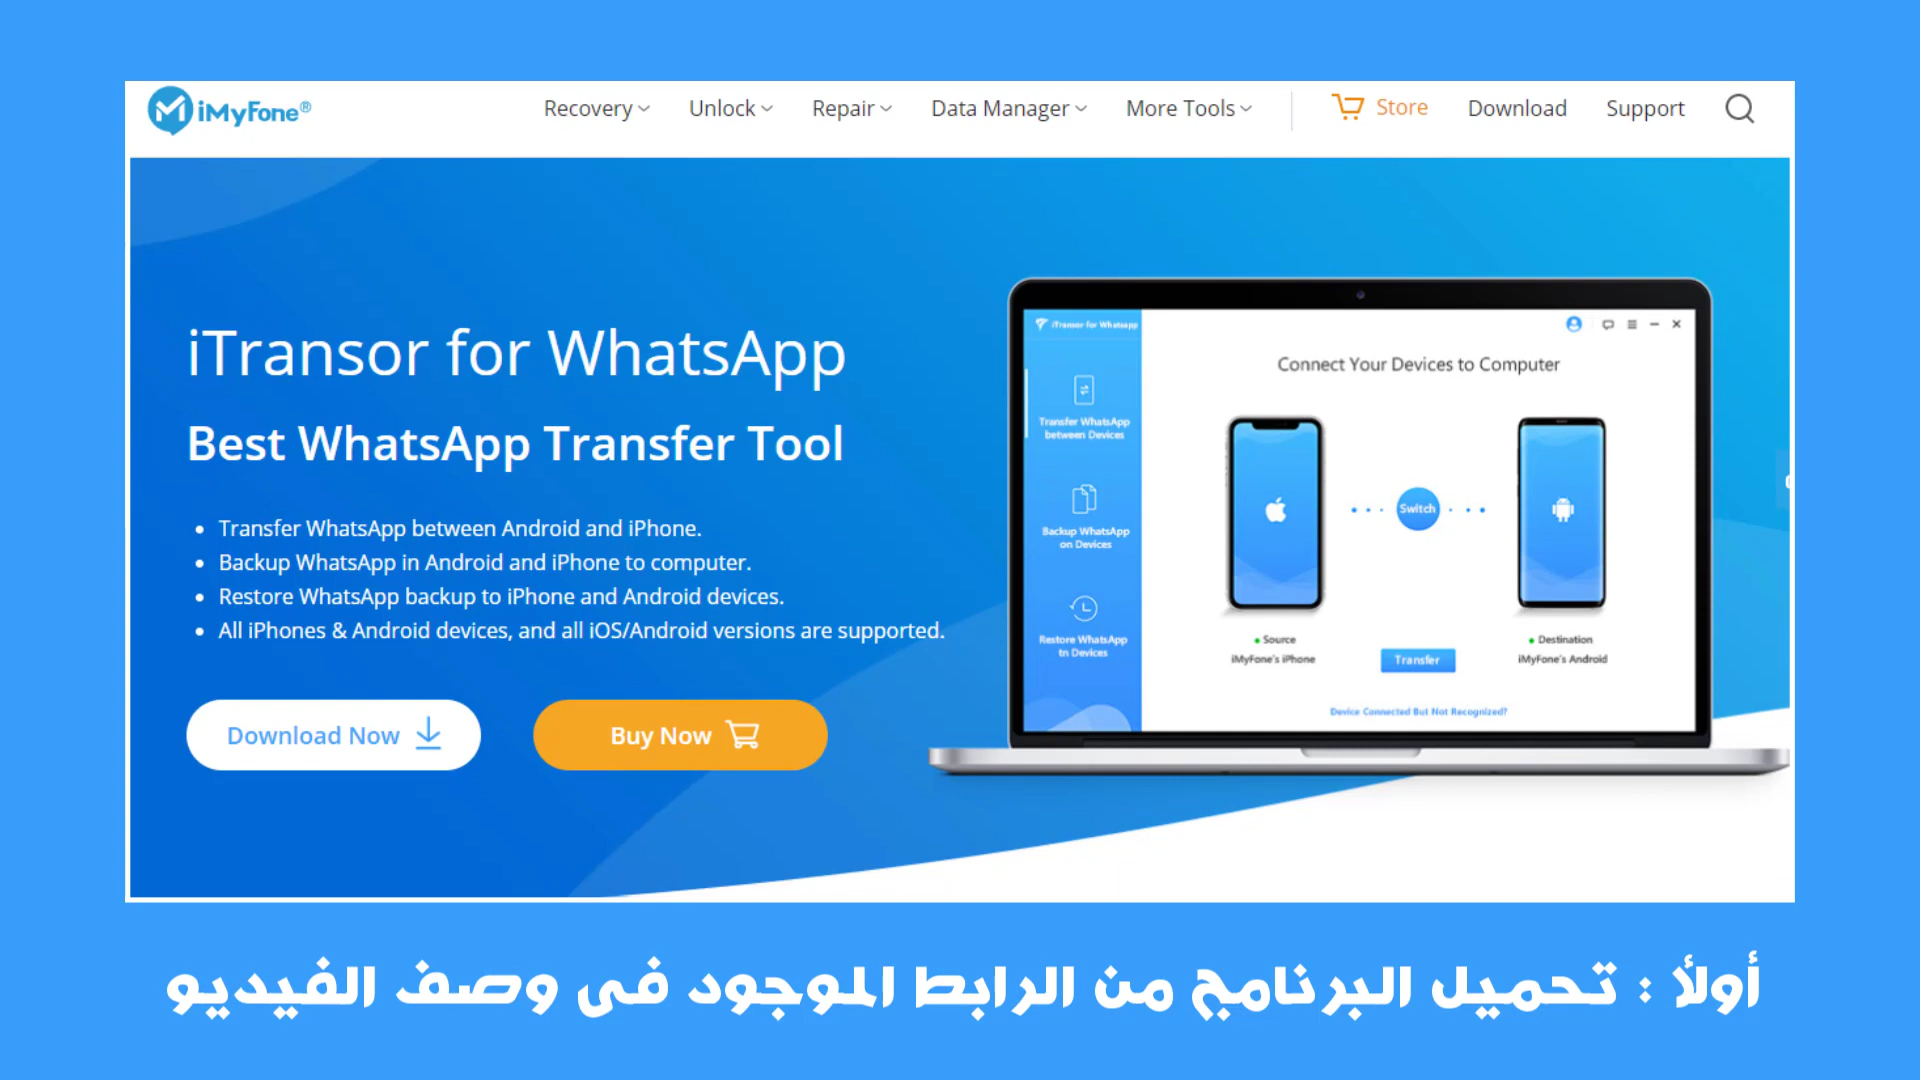 iMyFone®
Recovery
Unlock
Repair
Data Manager
More Tools
Store
Download
Support
iTransor for WhatsApp
Best WhatsApp Transfer Tool
• Transfer WhatsApp between Android and iPhone.
• Backup WhatsApp in Android and iPhone to computer.
• Restore WhatsApp backup to iPhone and Android devices.
• All iPhones & Android devices, and all iOS/Android versions are supported.
Download Now
Buy Now
iTransor for Whatsapp
Transfer WhatsApp
between Devices
Backup WhatsApp
on Devices
Restore WhatsApp
tn Devices
Connect Your Devices to Computer
Switch
Source
iMyFone's iPhone
Transfer
Destination
iMyFone's Android
Device Connected But Not Recognized?
أولاً : تحميل البرنامج من الرابط الموجود فى وصف الفيديو